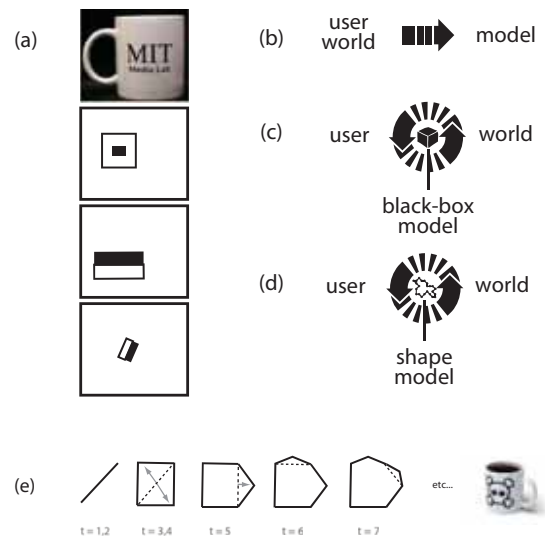 (a)
MIT
Media Lab
(b)
user
world
model
(c)
user
world
black-box
model
(d)
user
world
shape
model
(e)
etc...
t = 1,2
t = 3,4
t = 5
t = 6
t = 7